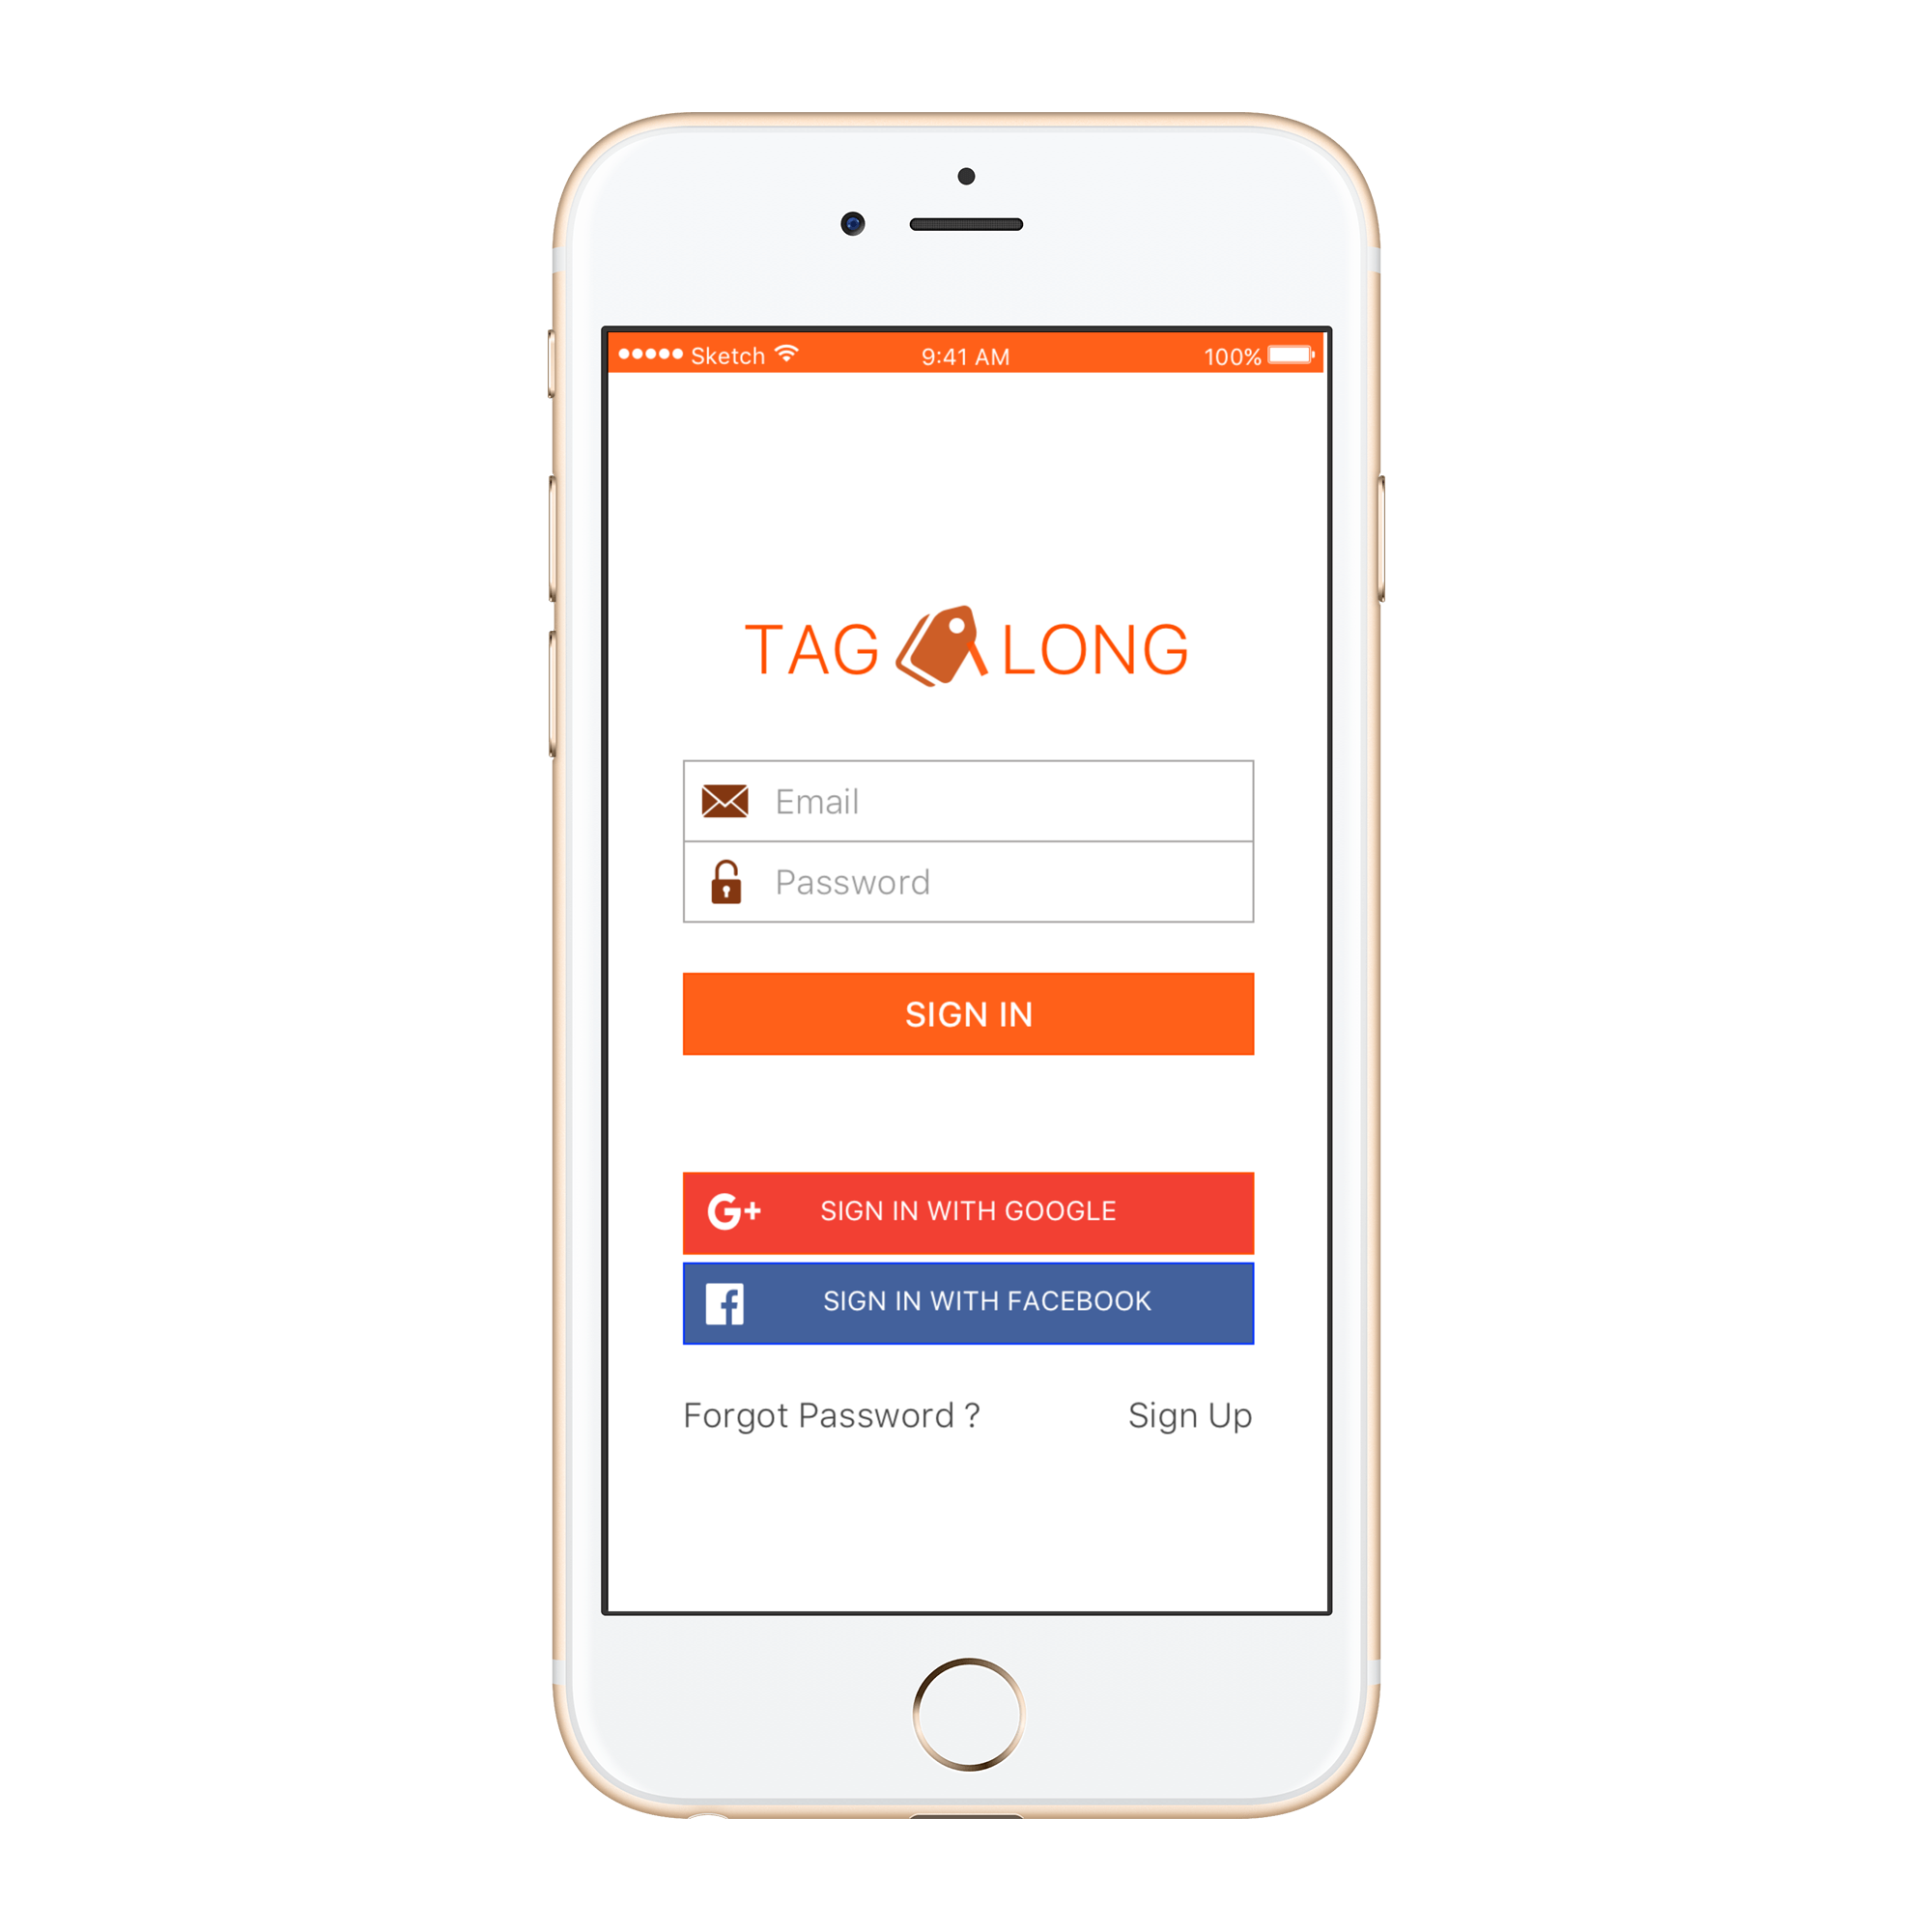 Sketch 9:41 AM 100%
TAG LONG
Email
Password
SIGN IN
G+ SIGN IN WITH GOOGLE
f SIGN IN WITH FACEBOOK
Forgot Password ? Sign Up